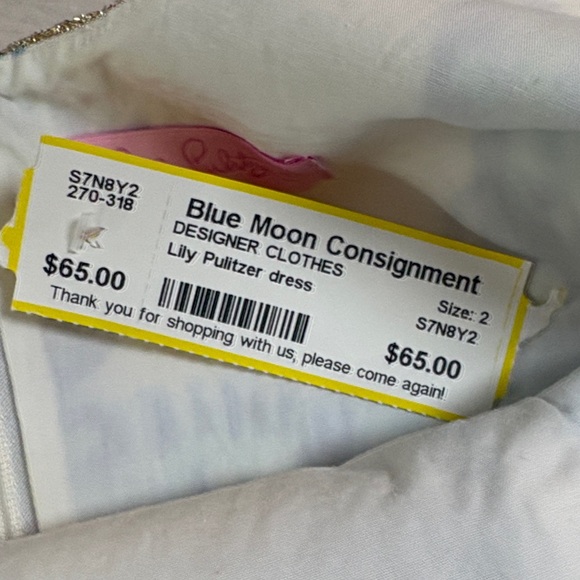 S7N8Y2
270-318
$65.00
Blue Moon Consignment
DESIGNER CLOTHES
Lily Pulitzer dress
Size: 2
S7N8Y2
$65.00
Thank you for shopping with us, please come again!